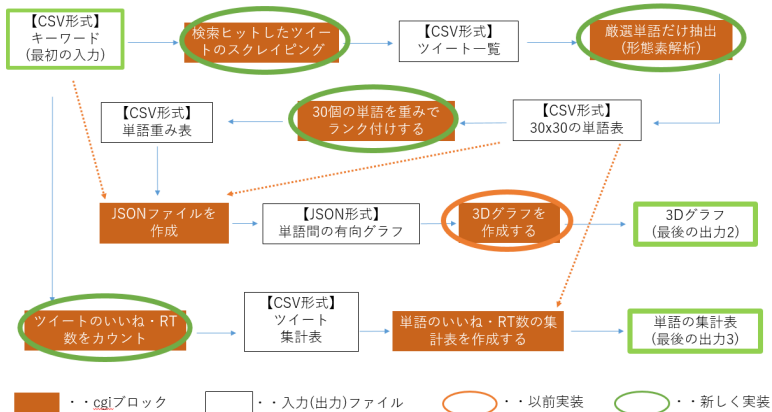 【CSV形式】
キーワード
(最初の入力)
検索ヒットしたツイー
トのスクレイピング
【CSV形式】
ツイート一覧
厳選単語だけ抽出
(形態素解析)
【CSV形式】
単語重み表
30個の単語を重みで
ランク付けする
【CSV形式】
30x30の単語表
JSONファイルを
作成
【JSON形式】
単語間の有向グラフ
3Dグラフを
作成する
3Dグラフ
(最後の出力2)
ツイートのいいね・RT
数をカウント
【CSV形式】
ツイート
集計表
単語のいいね・RT数の集
計表を作成する
単語の集計表
(最後の出力3)
・・cgiブロック
・・入力(出力)ファイル
・・以前実装
・・新しく実装